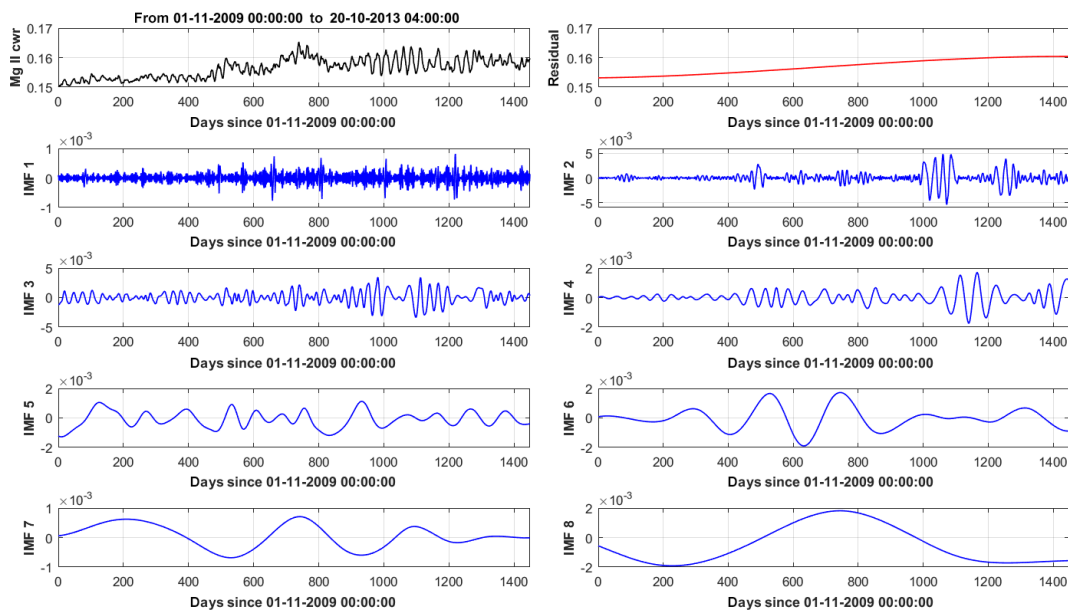 From 01-11-2009 00:00:00 to 20-10-2013 04:00:00
Mg II cwr
0.17
0.16
0.15
0 200 400 600 800 1000 1200 1400
Days since 01-11-2009 00:00:00
Residual
0.17
0.16
0.15
0 200 400 600 800 1000 1200 1400
Days since 01-11-2009 00:00:00
×10⁻³
IMF 1
1
0
-1
0 200 400 600 800 1000 1200 1400
Days since 01-11-2009 00:00:00
×10⁻³
IMF 2
5
0
-5
0 200 400 600 800 1000 1200 1400
Days since 01-11-2009 00:00:00
×10⁻³
IMF 3
5
0
-5
0 200 400 600 800 1000 1200 1400
Days since 01-11-2009 00:00:00
×10⁻³
IMF 4
2
0
-2
0 200 400 600 800 1000 1200 1400
Days since 01-11-2009 00:00:00
×10⁻³
IMF 5
2
0
-2
0 200 400 600 800 1000 1200 1400
Days since 01-11-2009 00:00:00
×10⁻³
IMF 6
2
0
-2
0 200 400 600 800 1000 1200 1400
Days since 01-11-2009 00:00:00
×10⁻³
IMF 7
1
0
-1
0 200 400 600 800 1000 1200 1400
Days since 01-11-2009 00:00:00
×10⁻³
IMF 8
2
0
-2
0 200 400 600 800 1000 1200 1400
Days since 01-11-2009 00:00:00